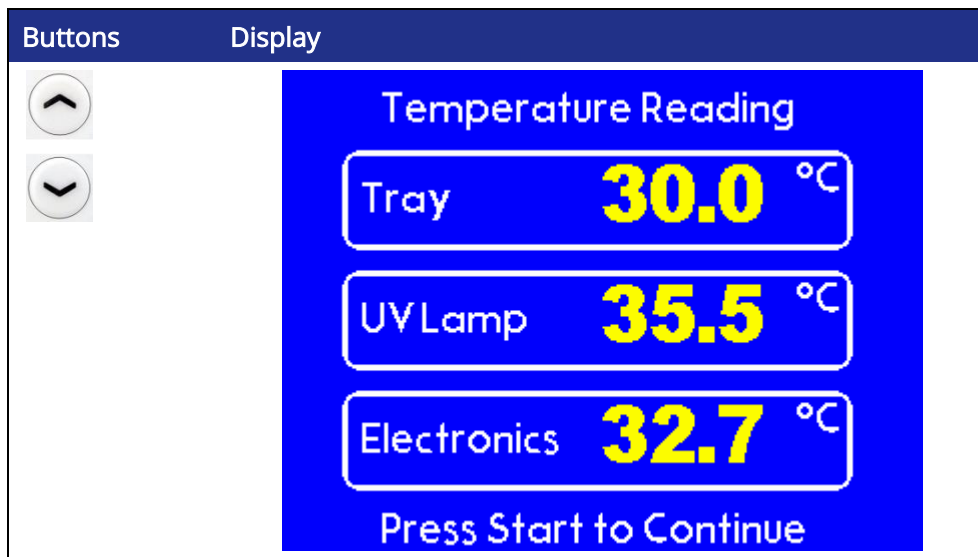 Buttons Display
Temperature Reading
Tray 30.0 °C
UV Lamp 35.5 °C
Electronics 32.7 °C
Press Start to Continue